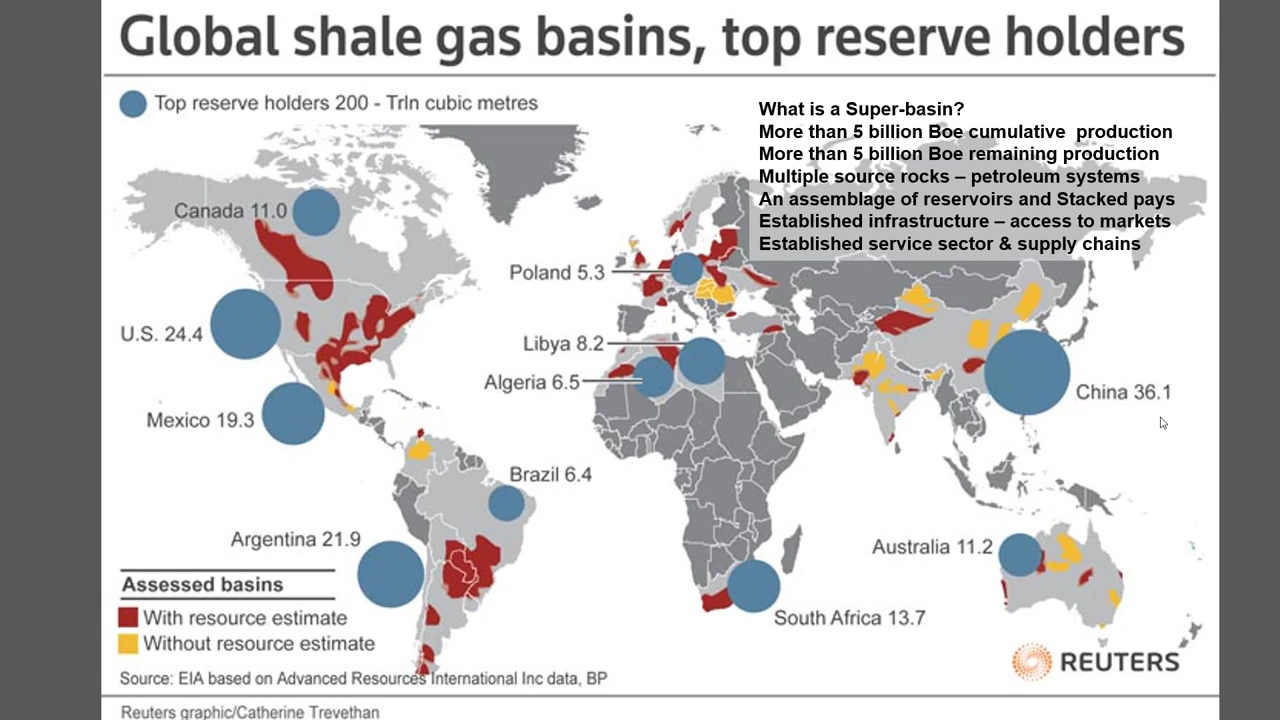 Global shale gas basins, top reserve holders
Top reserve holders 200 - Trln cubic metres
What is a Super-basin?
More than 5 billion Boe cumulative  production
More than 5 billion Boe remaining production
Multiple source rocks – petroleum systems
An assemblage of reservoirs and Stacked pays
Established infrastructure – access to markets
Established service sector & supply chains
Canada 11.0
Poland 5.3
U.S. 24.4
Libya 8.2
Algeria 6.5
China 36.1
Mexico 19.3
Brazil 6.4
Argentina 21.9
Australia 11.2
South Africa 13.7
Assessed basins
With resource estimate
Without resource estimate
REUTERS
Source: EIA based on Advanced Resources International Inc data, BP
Reuters graphic/Catherine Trevethan